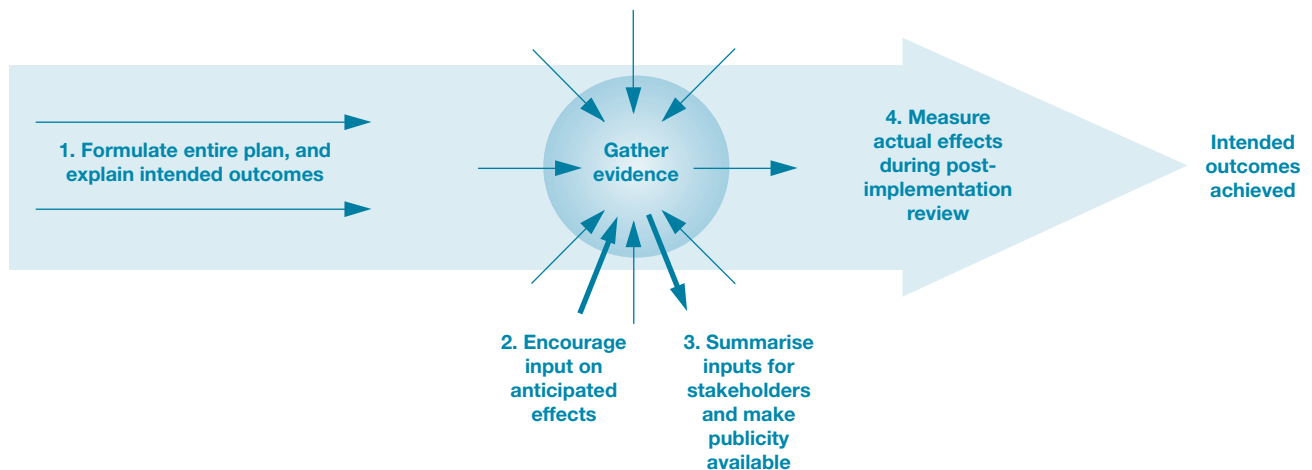 1. Formulate entire plan, and
explain intended outcomes
Gather
evidence
2. Encourage
input on
anticipated
effects
3. Summarise
inputs for
stakeholders
and make
publicity
available
4. Measure
actual effects
during post-
implementation
review
Intended
outcomes
achieved